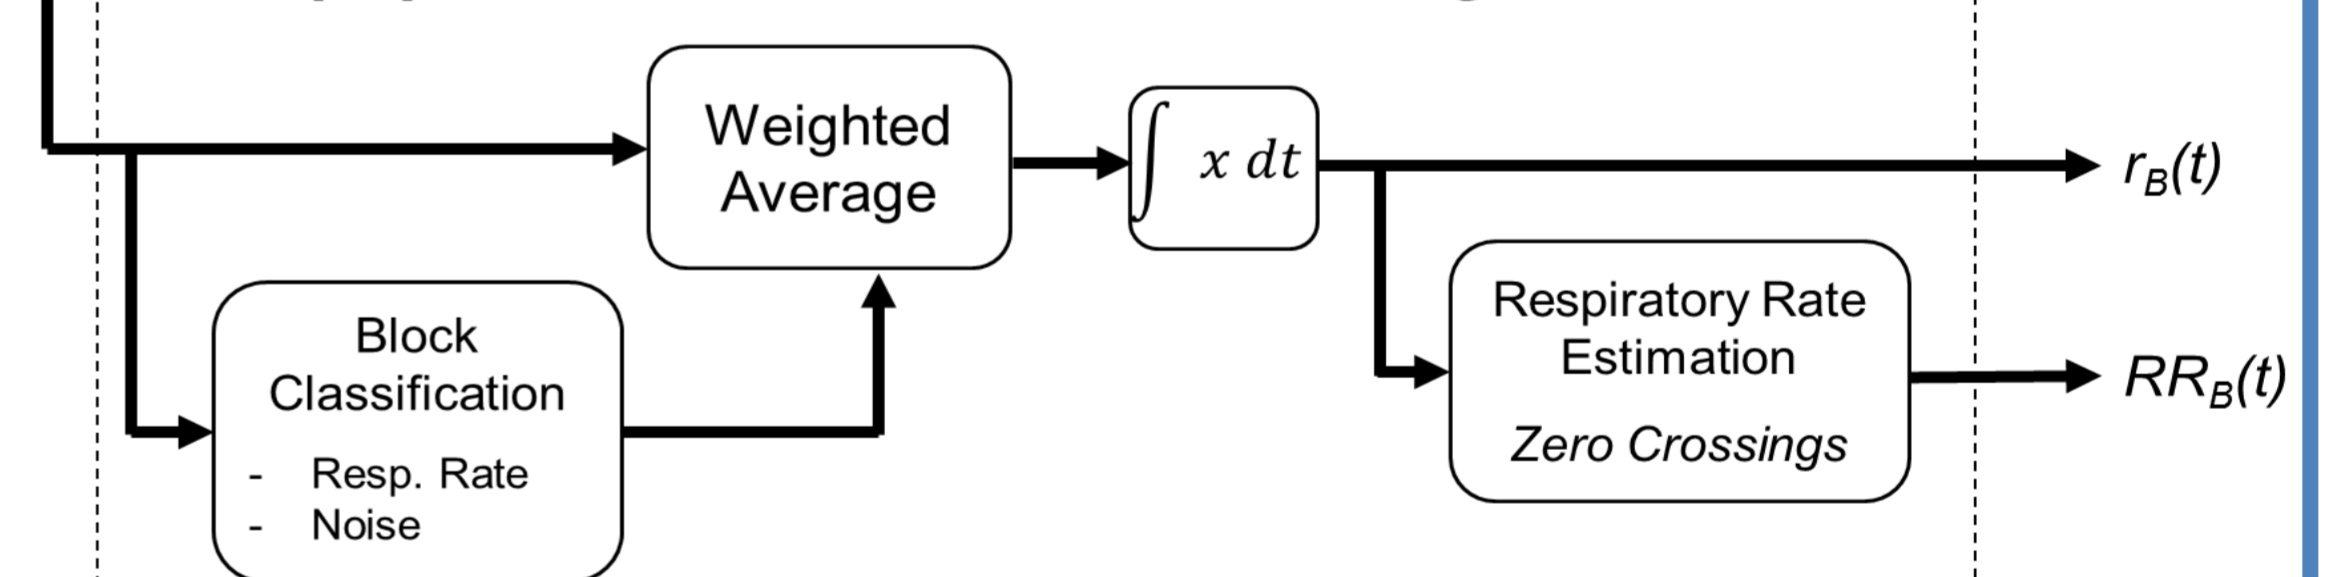 Weighted
Average
∫ x dt
r_B(t)
Block
Classification
- Resp. Rate
- Noise
Respiratory Rate
Estimation
Zero Crossings
RR_B(t)